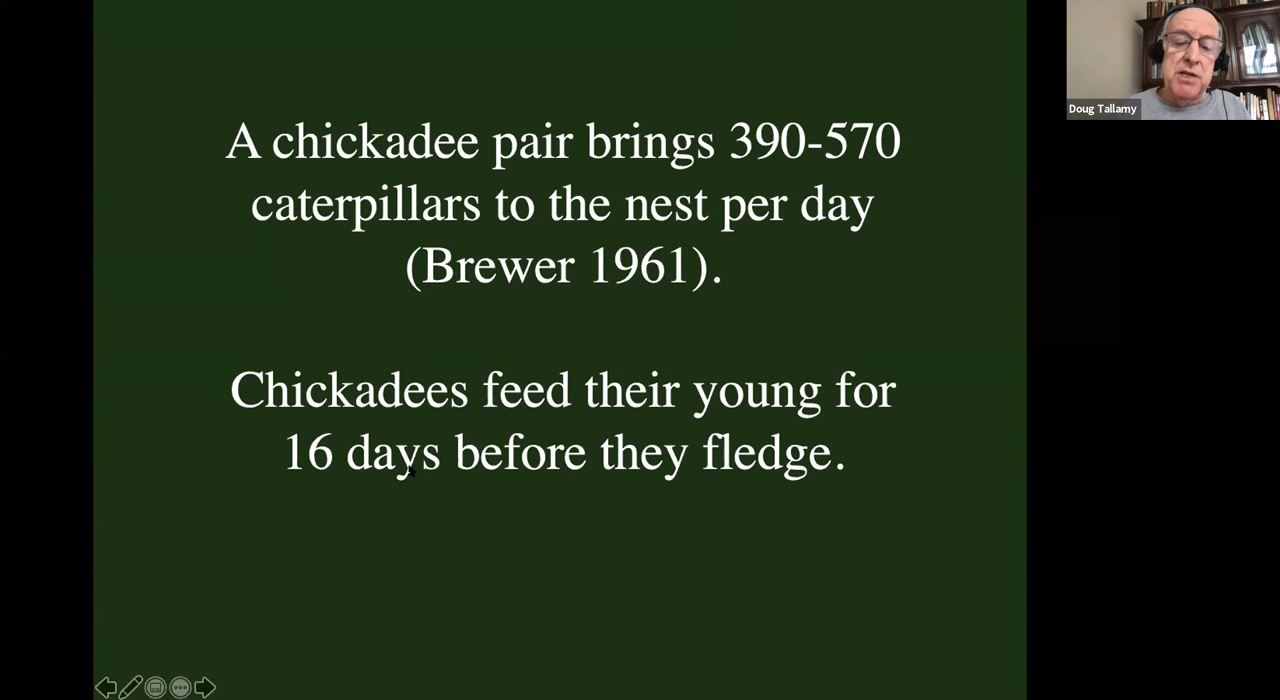 A chickadee pair brings 390-570
caterpillars to the nest per day
(Brewer 1961).
Chickadees feed their young for
16 days before they fledge.
Doug Tallamy